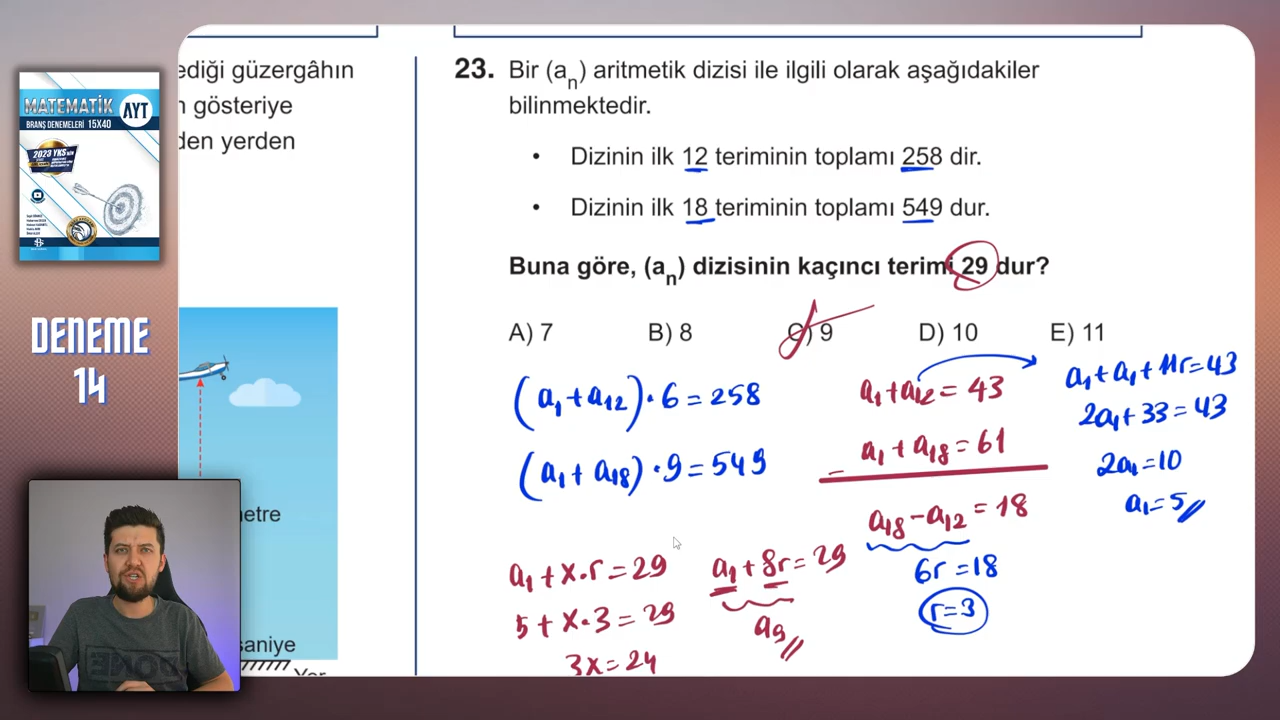 MATEMATİK AYT
BRANŞ DENEMELERİ 15X40
2023 YKS'NİN
DENEME
14
ediği güzergâhın
n gösteriye
den yerden
etre
saniye
Yer
23. Bir (an) aritmetik dizisi ile ilgili olarak aşağıdakiler
bilinmektedir.
• Dizinin ilk 12 teriminin toplamı 258 dir.
• Dizinin ilk 18 teriminin toplamı 549 dur.
Buna göre, (an) dizisinin kaçıncı terimi 29 dur?
A) 7 B) 8 C) 9 D) 10 E) 11
(a1+a12)·6=258
(a1+a18)·9=549
a1+x·r=29
5+x·3=29
3x=24
a1+8r=29
a9
a1+a12=43
a1+a18=61
-
a18-a12=18
6r=18
r=3
a1+a1+11r=43
2a1+33=43
2a1=10
a1=5